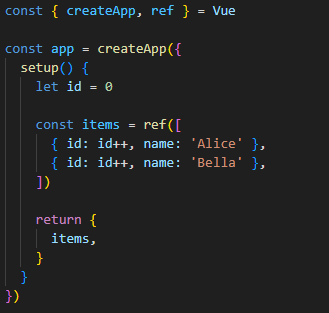 const { createApp, ref } = Vue

const app = createApp({
  setup() {
    let id = 0

    const items = ref([
      { id: id++, name: 'Alice' },
      { id: id++, name: 'Bella' },
    ])

    return {
      items,
    }
  }
})